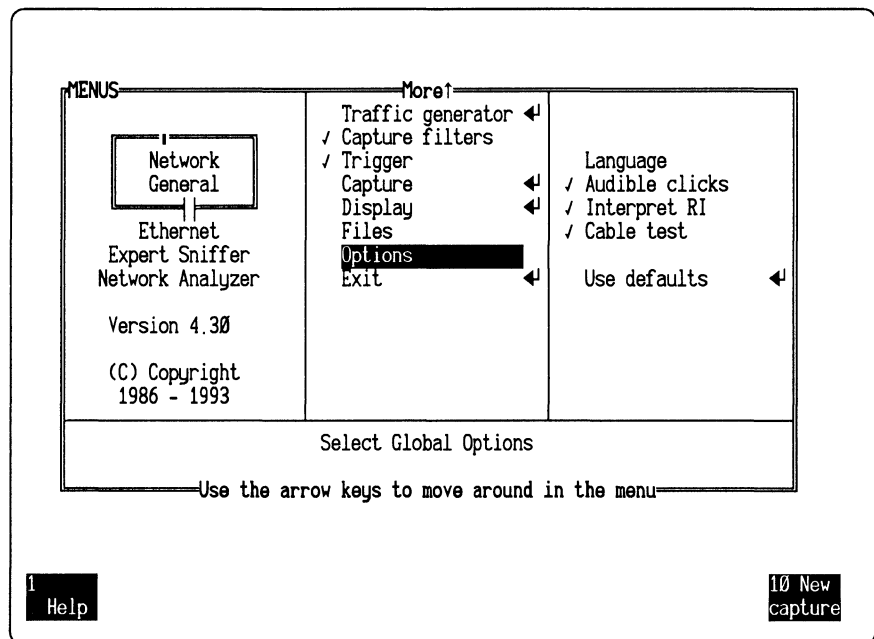 MENUS
Network
General
Ethernet
Expert Sniffer
Network Analyzer
Version 4.30
(C) Copyright
1986 - 1993
More↑
Traffic generator ↵
√ Capture filters
√ Trigger
Capture ↵
Display ↵
Files
Options
Exit ↵
Language
√ Audible clicks
√ Interpret RI
√ Cable test
Use defaults ↵
Select Global Options
Use the arrow keys to move around in the menu
1
Help
10 New
capture